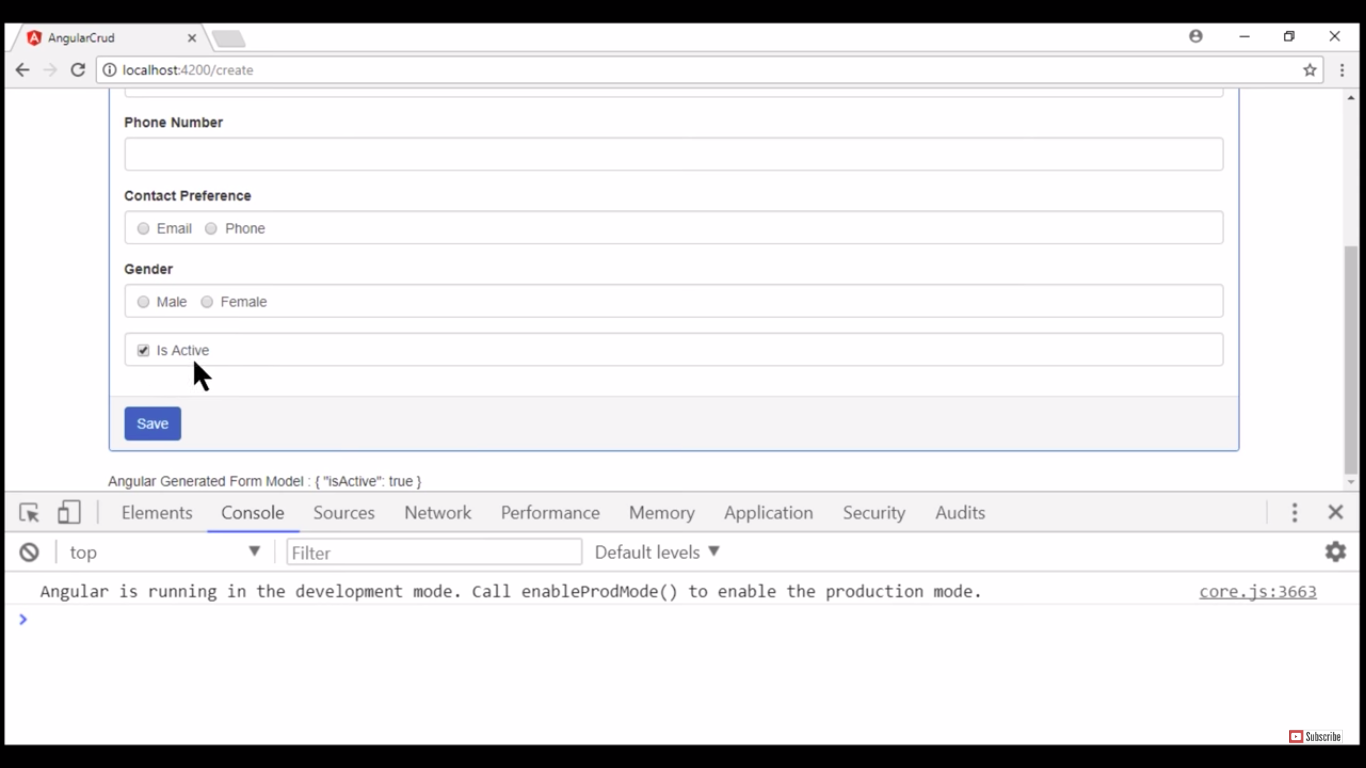 AngularCrud
localhost:4200/create
Phone Number
Contact Preference
Email Phone
Gender
Male Female
Is Active
Save
Angular Generated Form Model : { "isActive": true }
Elements Console Sources Network Performance Memory Application Security Audits
top Filter Default levels
Angular is running in the development mode. Call enableProdMode() to enable the production mode. core.js:3663
Subscribe